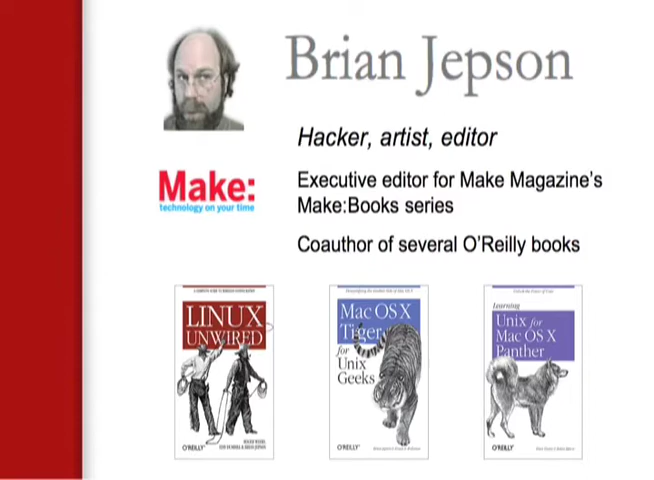 Brian Jepson
Hacker, artist, editor
Make:
technology on your time
Executive editor for Make Magazine's
Make:Books series
Coauthor of several O'Reilly books
LINUX
UNWIRED
O'REILLY
Mac OS X
Tiger
for
Unix
Geeks
O'REILLY
Learning
Unix for
Mac OS X
Panther
O'REILLY